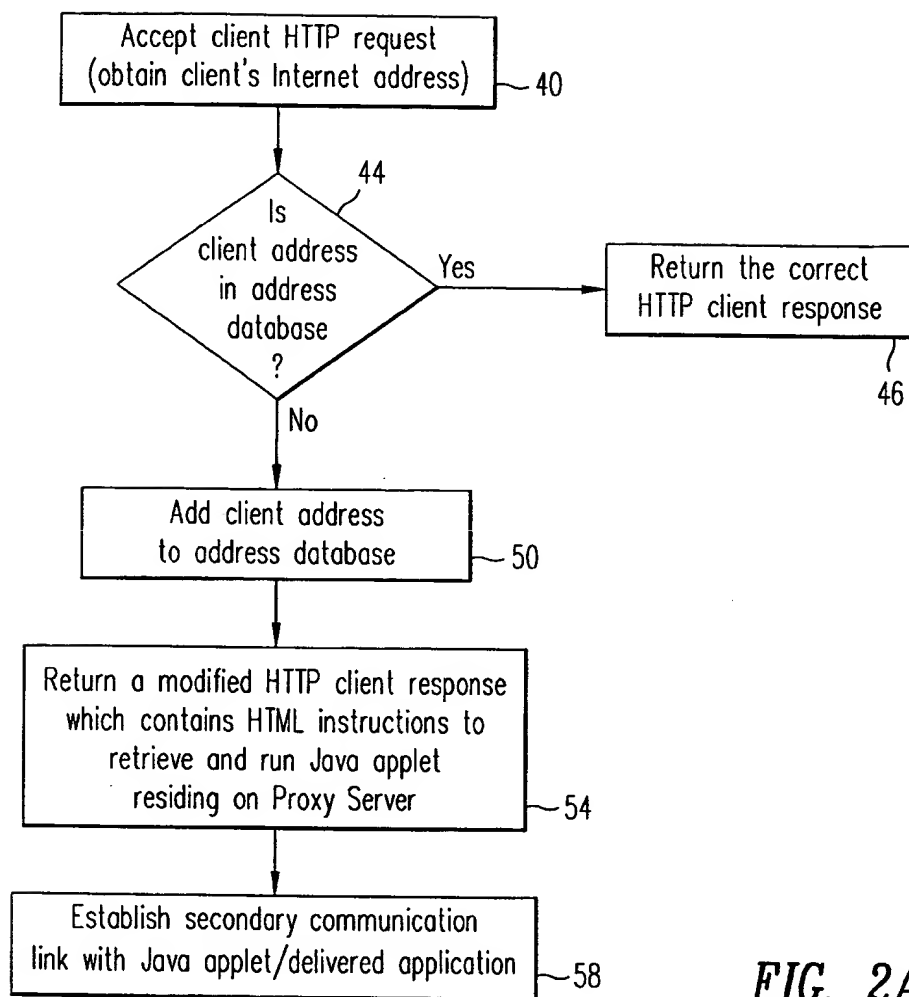 Accept client HTTP request
(obtain client's Internet address)
40
44
Is
client address
in address
database
?
Yes
Return the correct
HTTP client response
46
No
Add client address
to address database
50
Return a modified HTTP client response
which contains HTML instructions to
retrieve and run Java applet
residing on Proxy Server
54
Establish secondary communication
link with Java applet/delivered application
58
FIG. 2A